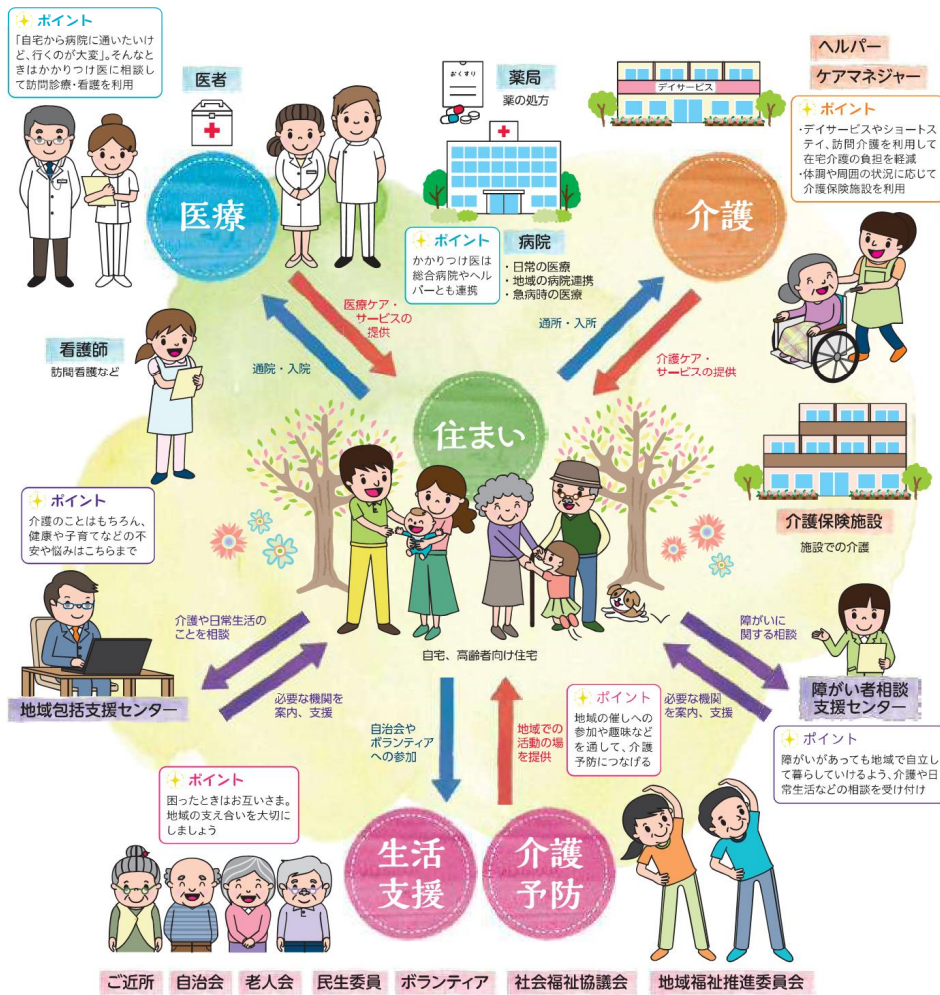 ポイント
「自宅から病院に通いたいけ
ど、行くのが大変」。そんなと
きはかかりつけ医に相談し
て訪問診療・看護を利用
医者
医療
おくすり
薬局
薬の処方
デイサービス
ヘルパー
ケアマネジャー
ポイント
・デイサービスやショートス
テイ、訪問介護を利用して
在宅介護の負担を軽減
・体調や周囲の状況に応じて
介護保険施設を利用
介護
ポイント
かかりつけ医は
総合病院やヘル
パーとも連携
病院
・日常の医療
・地域の病院連携
・急病時の医療
医療ケア・
サービスの
提供
通院・入院
通所・入所
介護ケア・
サービスの提供
看護師
訪問看護など
住まい
自宅、高齢者向け住宅
介護保険施設
施設での介護
ポイント
介護のことはもちろん、
健康や子育てなどの不
安や悩みはこちらまで
地域包括支援センター
介護や日常生活の
ことを相談
必要な機関を
案内、支援
障がいに
関する相談
必要な機関
を案内、支援
障がい者相談
支援センター
ポイント
障がいがあっても地域で自立し
て暮らしていけるよう、介護や日
常生活などの相談を受け付け
自治会や
ボランティア
への参加
地域での
活動の場
を提供
ポイント
地域の催しへの
参加や趣味など
を通して、介護
予防につなげる
ポイント
困ったときはお互いさま。
地域の支え合いを大切に
しましょう
生活
支援
介護
予防
ご近所
自治会
老人会
民生委員
ボランティア
社会福祉協議会
地域福祉推進委員会